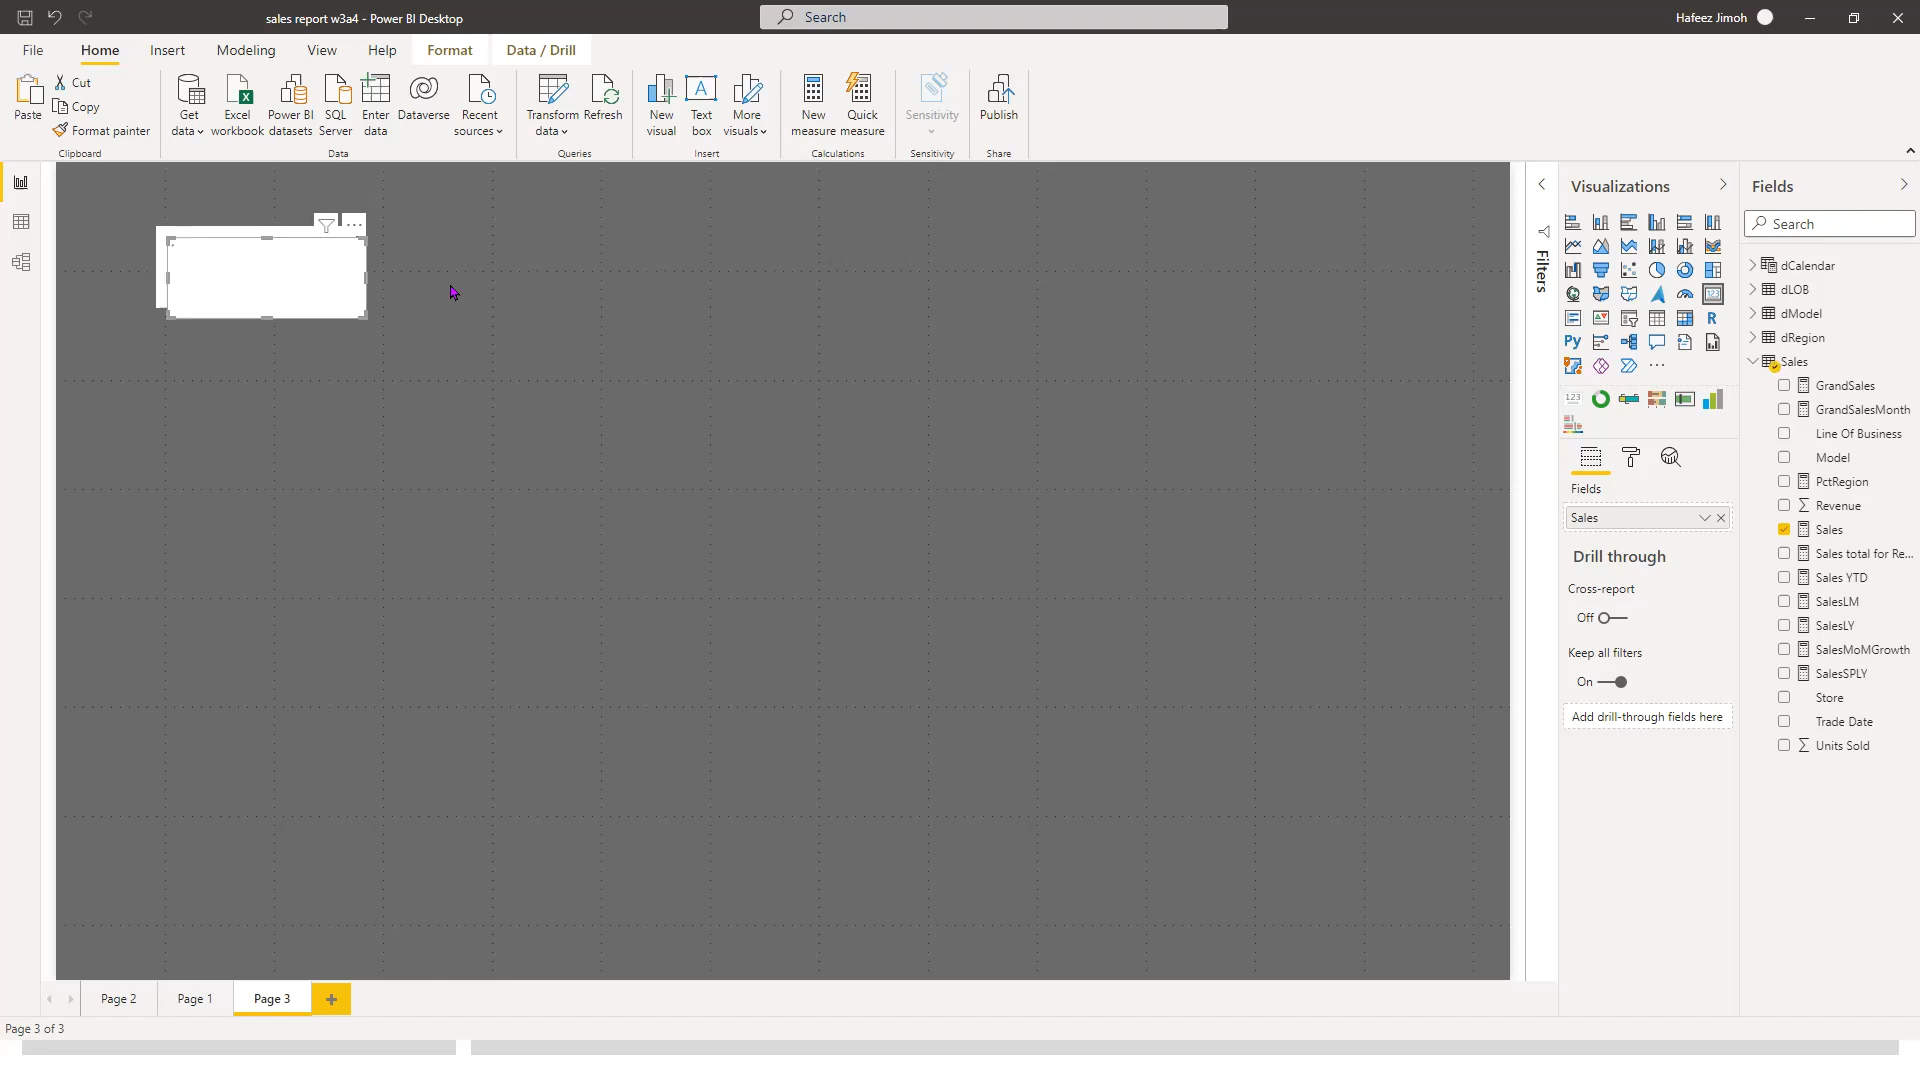 sales report w3a4 - Power BI Desktop
Search
Hafeez Jimoh
File
Home
Insert
Modeling
View
Help
Format
Data / Drill
Paste
Cut
Copy
Format painter
Clipboard
Get data
Excel workbook
Power BI datasets
SQL Server
Enter data
Dataverse
Recent sources
Data
Transform data
Refresh
Queries
New visual
Text box
More visuals
Insert
New measure
Quick measure
Calculations
Sensitivity
Sensitivity
Publish
Share
Filters
Visualizations
R
Py
123
Fields
Sales
Drill through
Cross-report
Off
Keep all filters
On
Add drill-through fields here
Fields
Search
dCalendar
dLOB
dModel
dRegion
Sales
GrandSales
GrandSalesMonth
Line Of Business
Model
PctRegion
Revenue
Sales
Sales total for Re...
Sales YTD
SalesLM
SalesLY
SalesMoMGrowth
SalesSPLY
Store
Trade Date
Units Sold
Page 2
Page 1
Page 3
Page 3 of 3